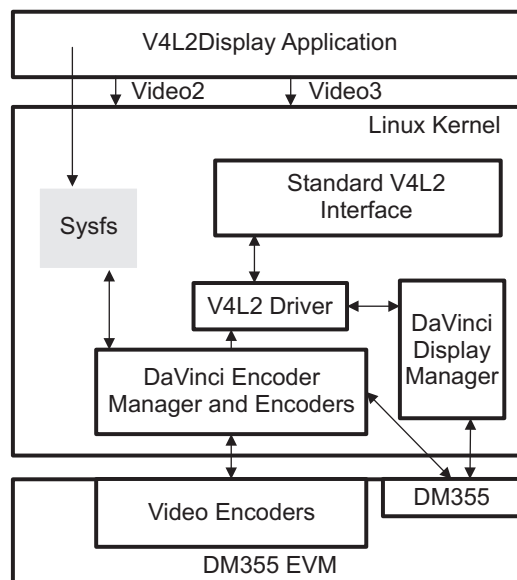 V4L2Display Application
Video2
Video3
Linux Kernel
Standard V4L2
Interface
Sysfs
V4L2 Driver
DaVinci
Display
Manager
DaVinci Encoder
Manager and Encoders
DM355
Video Encoders
DM355 EVM